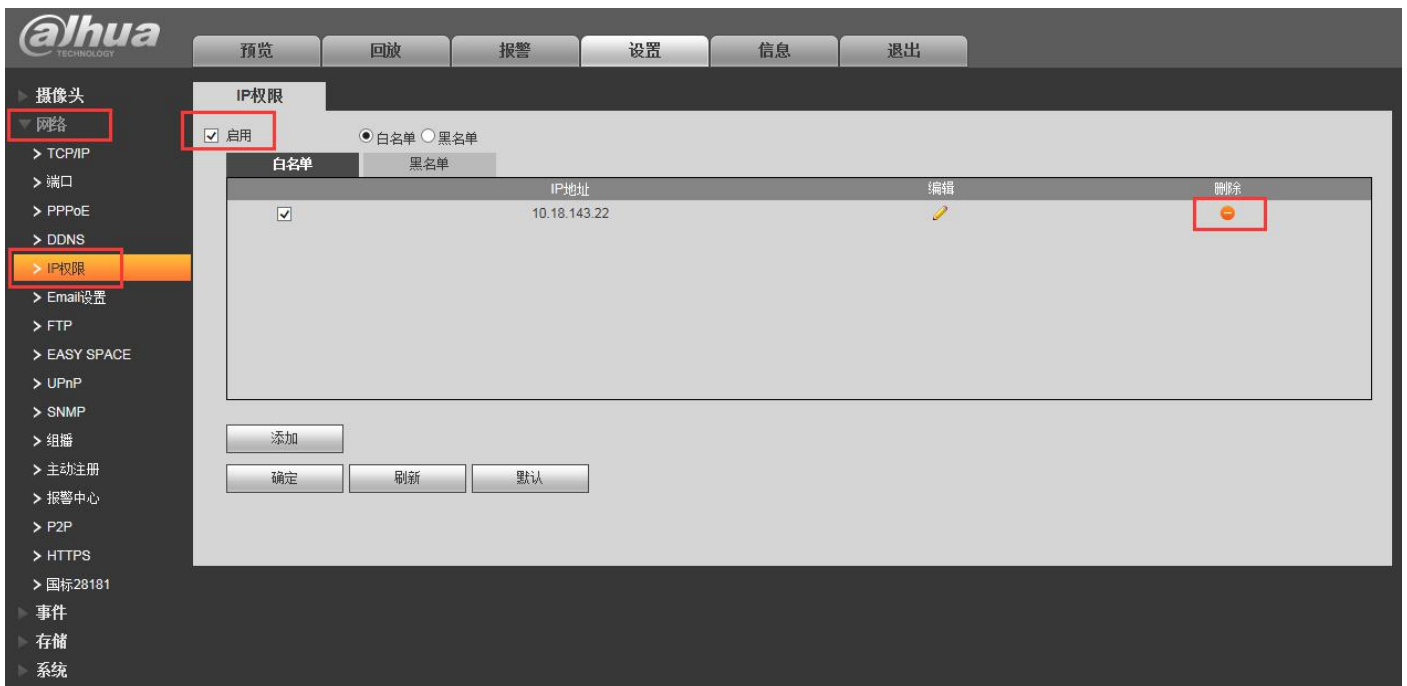 alhua
TECHNOLOGY
预览 回放 报警 设置 信息 退出
摄像头
网络
> TCP/IP
> 端口
> PPPoE
> DDNS
> IP权限
> Email设置
> FTP
> EASY SPACE
> UPnP
> SNMP
> 组播
> 主动注册
> 报警中心
> P2P
> HTTPS
> 国标28181
事件
存储
系统
IP权限
启用 白名单 黑名单
白名单 黑名单
IP地址 编辑 删除
10.18.143.22
添加
确定 刷新 默认